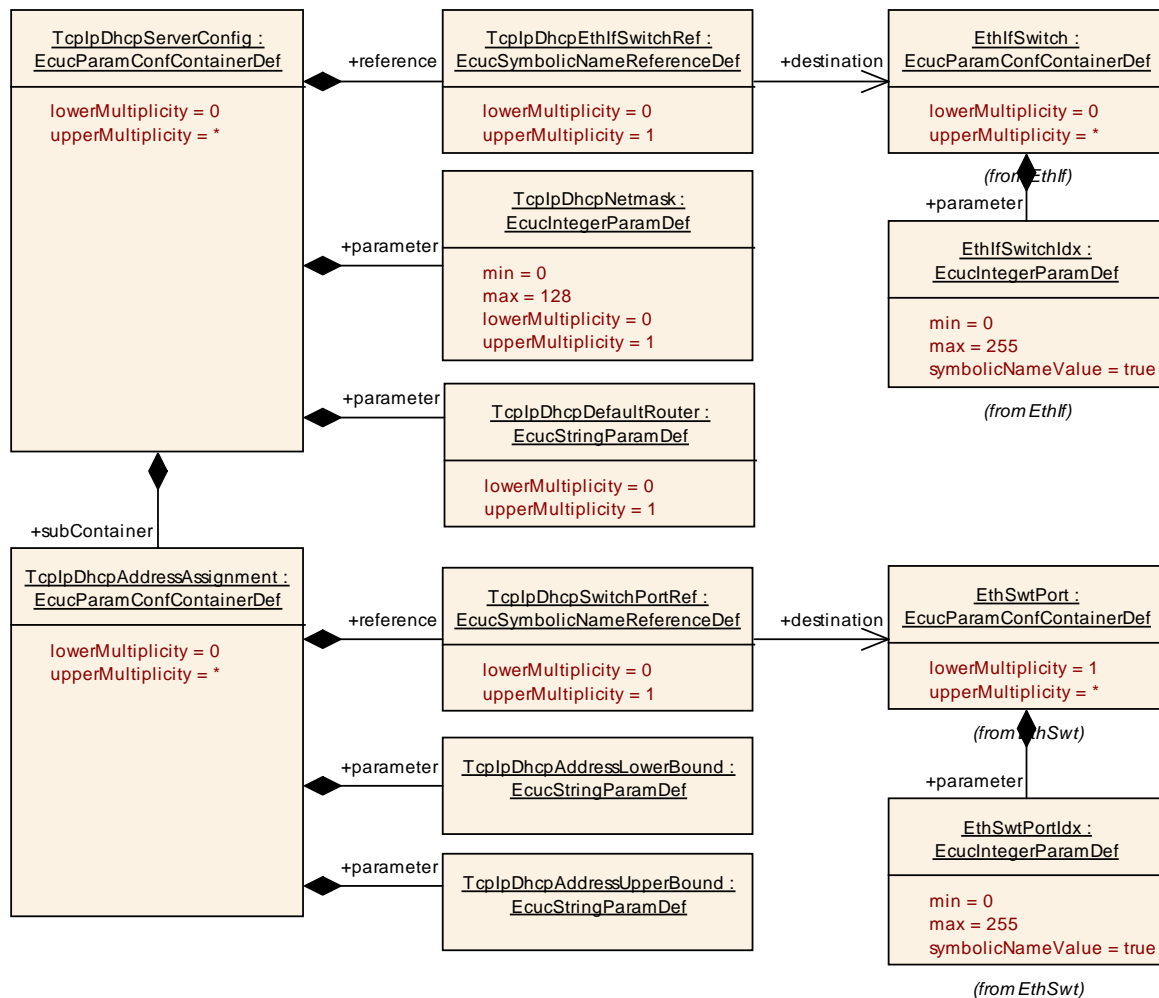 TcpIpDhcpServerConfig :
EcucParamConfContainerDef
lowerMultiplicity = 0
upperMultiplicity = *
+reference
TcpIpDhcpEthIfSwitchRef :
EcucSymbolicNameReferenceDef
lowerMultiplicity = 0
upperMultiplicity = 1
+destination
EthIfSwitch :
EcucParamConfContainerDef
lowerMultiplicity = 0
upperMultiplicity = *
(from EthIf)
+parameter
TcpIpDhcpNetmask :
EcucIntegerParamDef
min = 0
max = 128
lowerMultiplicity = 0
upperMultiplicity = 1
+parameter
EthIfSwitchIdx :
EcucIntegerParamDef
min = 0
max = 255
symbolicNameValue = true
(from EthIf)
+parameter
TcpIpDhcpDefaultRouter :
EcucStringParamDef
lowerMultiplicity = 0
upperMultiplicity = 1
+subContainer
TcpIpDhcpAddressAssignment :
EcucParamConfContainerDef
lowerMultiplicity = 0
upperMultiplicity = *
+reference
TcpIpDhcpSwitchPortRef :
EcucSymbolicNameReferenceDef
lowerMultiplicity = 0
upperMultiplicity = 1
+destination
EthSwtPort :
EcucParamConfContainerDef
lowerMultiplicity = 1
upperMultiplicity = *
(from EthSwt)
+parameter
TcpIpDhcpAddressLowerBound :
EcucStringParamDef
+parameter
EthSwtPortIdx :
EcucIntegerParamDef
min = 0
max = 255
symbolicNameValue = true
(from EthSwt)
+parameter
TcpIpDhcpAddressUpperBound :
EcucStringParamDef